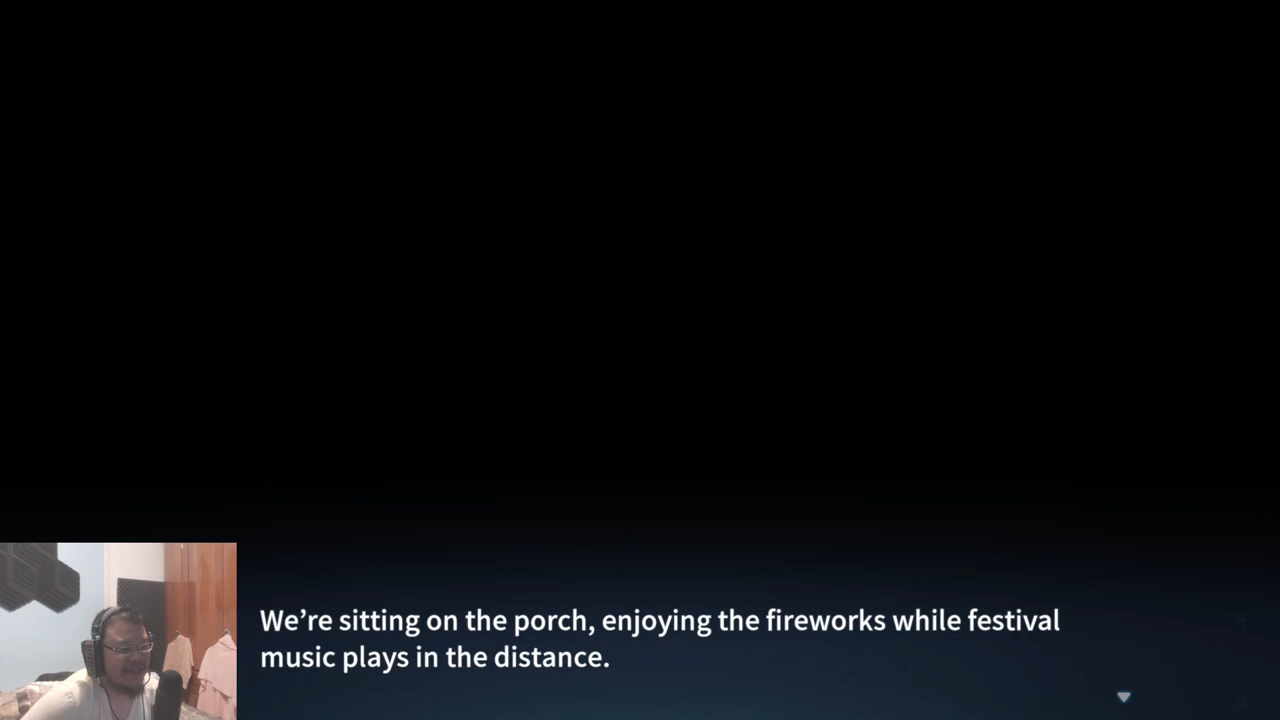 We’re sitting on the porch, enjoying the fireworks while festival
music plays in the distance.